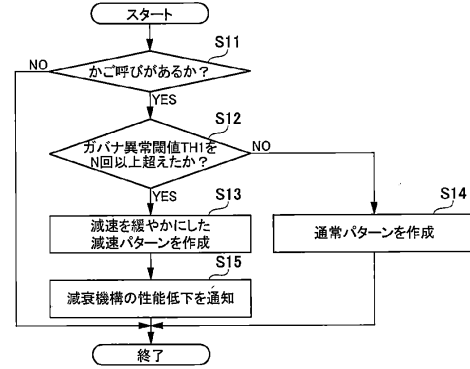 スタート
S11
かご呼びがあるか？
NO
YES
S12
ガバナ異常閾値TH1を
N回以上超えたか？
NO
YES
S13
減速を緩やかにした
減速パターンを作成
S14
通常パターンを作成
S15
減衰機構の性能低下を通知
終了